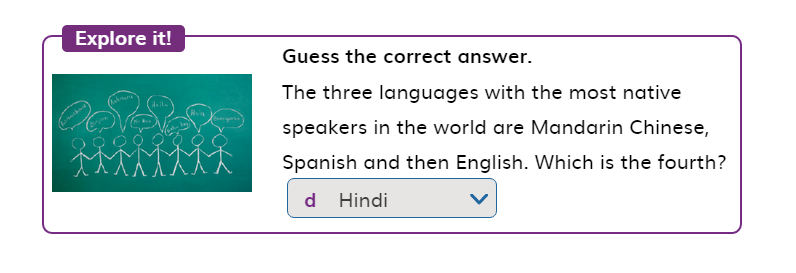 Explore it!
Guess the correct answer.
The three languages with the most native
speakers in the world are Mandarin Chinese,
Spanish and then English. Which is the fourth?
d Hindi